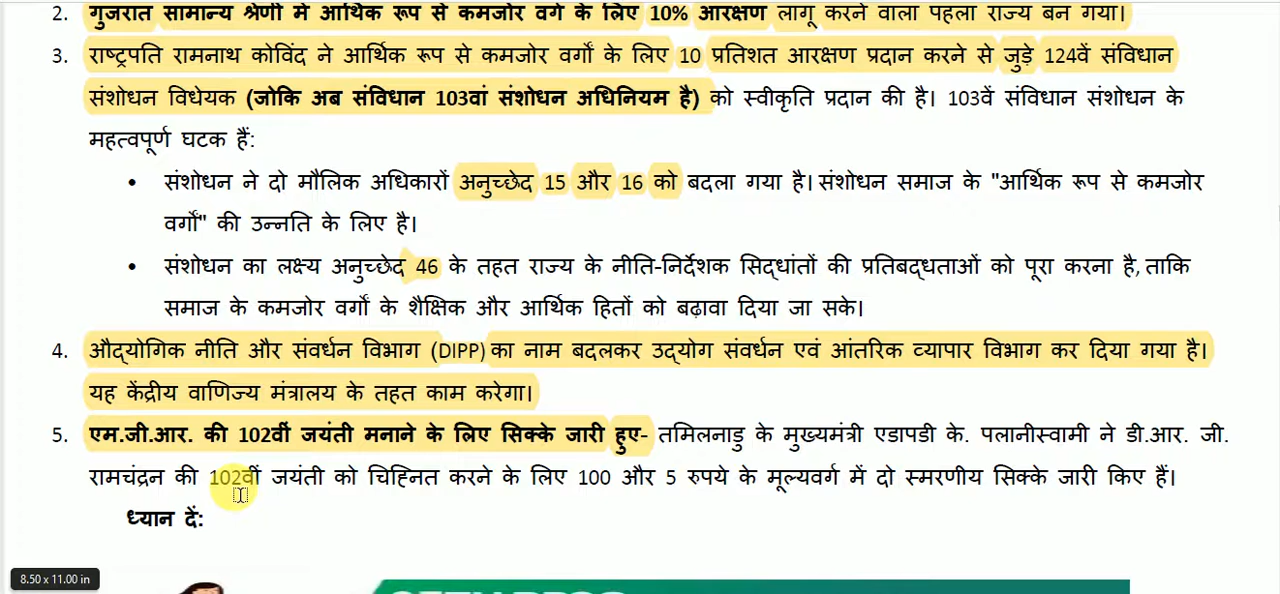 2. गुजरात सामान्य श्रेणी में आर्थिक रूप से कमजोर वर्ग के लिए 10% आरक्षण लागू करने वाला पहला राज्य बन गया।
3. राष्ट्रपति रामनाथ कोविंद ने आर्थिक रूप से कमजोर वर्गों के लिए 10 प्रतिशत आरक्षण प्रदान करने से जुड़े 124वें संविधान
संशोधन विधेयक (जोकि अब संविधान 103वां संशोधन अधिनियम है) को स्वीकृति प्रदान की है। 103वें संविधान संशोधन के
महत्वपूर्ण घटक हैं:
• संशोधन ने दो मौलिक अधिकारों अनुच्छेद 15 और 16 को बदला गया है। संशोधन समाज के "आर्थिक रूप से कमजोर
वर्गों" की उन्नति के लिए है।
• संशोधन का लक्ष्य अनुच्छेद 46 के तहत राज्य के नीति-निर्देशक सिद्धांतों की प्रतिबद्धताओं को पूरा करना है, ताकि
समाज के कमजोर वर्गों के शैक्षिक और आर्थिक हितों को बढ़ावा दिया जा सके।
4. औद्योगिक नीति और संवर्धन विभाग (DIPP) का नाम बदलकर उद्योग संवर्धन एवं आंतरिक व्यापार विभाग कर दिया गया है।
यह केंद्रीय वाणिज्य मंत्रालय के तहत काम करेगा।
5. एम.जी.आर. की 102वीं जयंती मनाने के लिए सिक्के जारी हुए- तमिलनाडु के मुख्यमंत्री एडापडी के. पलानीस्वामी ने डी.आर. जी.
रामचंद्रन की 102वीं जयंती को चिह्नित करने के लिए 100 और 5 रुपये के मूल्यवर्ग में दो स्मरणीय सिक्के जारी किए हैं।
ध्यान दें:
8.50 x 11.00 in